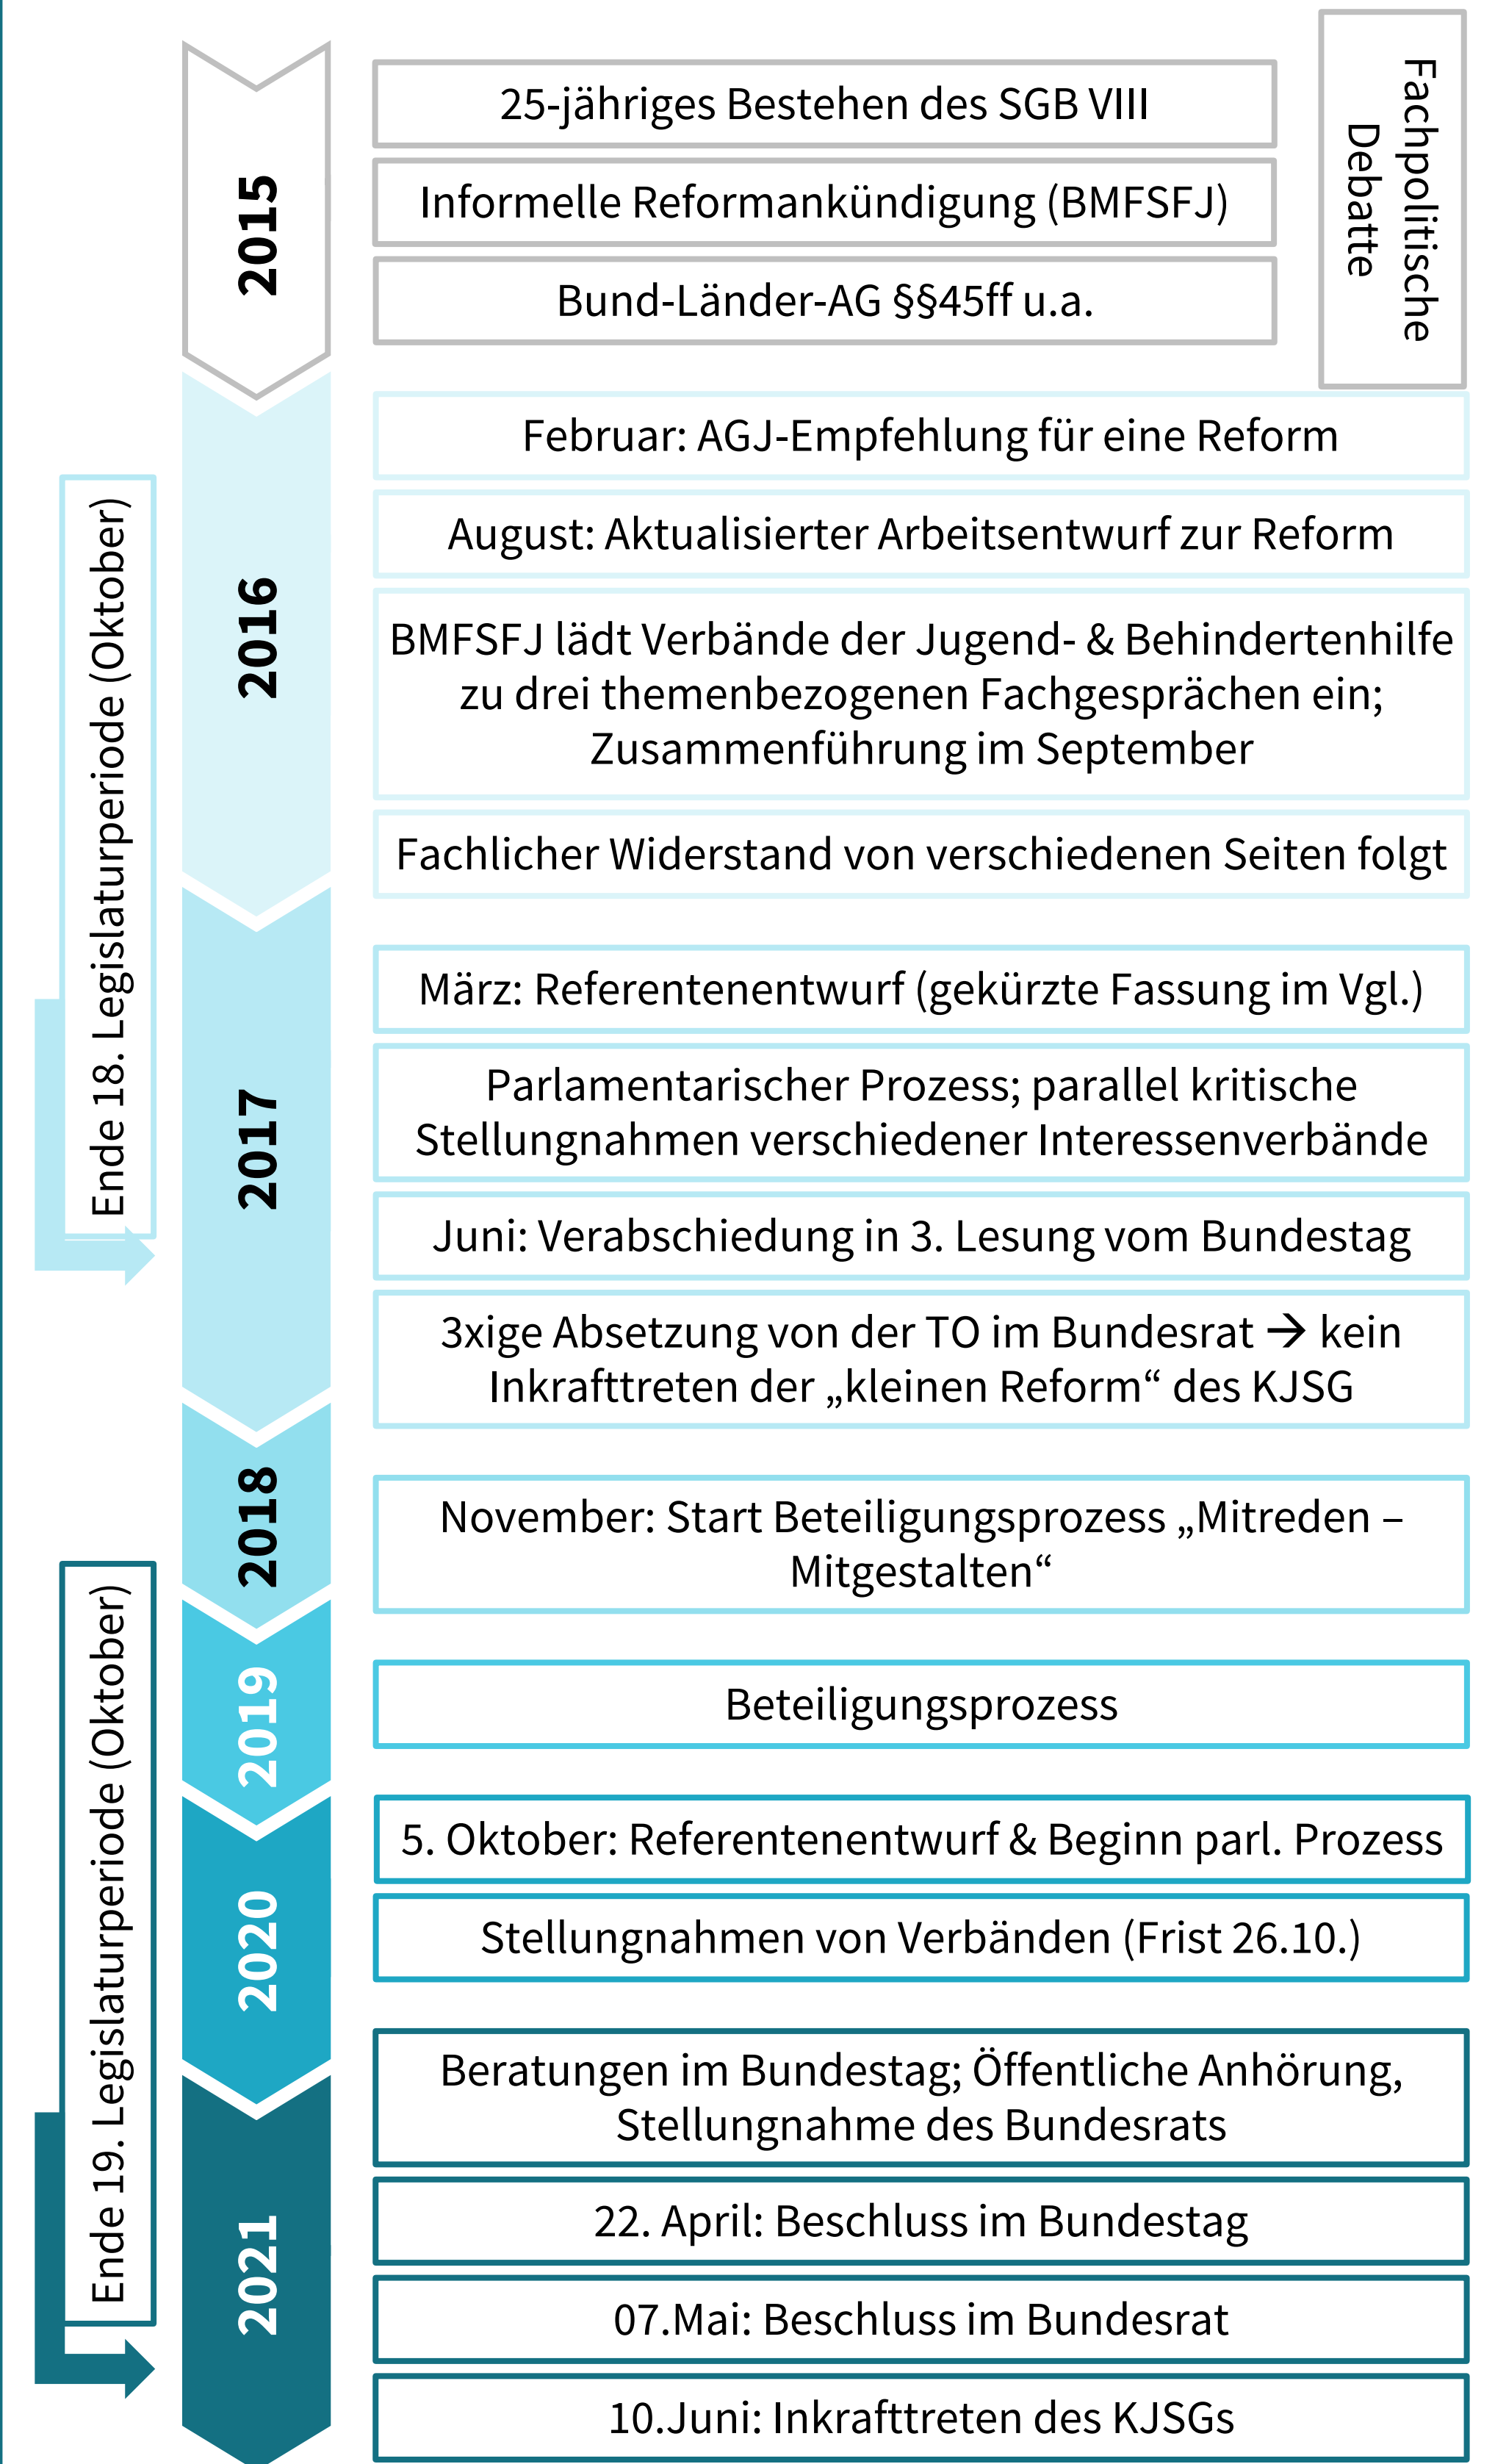 2015
25-jähriges Bestehen des SGB VIII
Informelle Reformankündigung (BMFSFJ)
Bund-Länder-AG §§45ff u.a.
Fachpolitische
Debatte
2016
Februar: AGJ-Empfehlung für eine Reform
August: Aktualisierter Arbeitsentwurf zur Reform
BMFSFJ lädt Verbände der Jugend- & Behindertenhilfe
zu drei themenbezogenen Fachgesprächen ein;
Zusammenführung im September
Fachlicher Widerstand von verschiedenen Seiten folgt
Ende 18. Legislaturperiode (Oktober)
2017
März: Referentenentwurf (gekürzte Fassung im Vgl.)
Parlamentarischer Prozess; parallel kritische
Stellungnahmen verschiedener Interessenverbände
Juni: Verabschiedung in 3. Lesung vom Bundestag
3xige Absetzung von der TO im Bundesrat → kein
Inkrafttreten der „kleinen Reform“ des KJSG
2018
November: Start Beteiligungsprozess „Mitreden –
Mitgestalten“
2019
Beteiligungsprozess
Ende 19. Legislaturperiode (Oktober)
2020
5. Oktober: Referentenentwurf & Beginn parl. Prozess
Stellungnahmen von Verbänden (Frist 26.10.)
2021
Beratungen im Bundestag; Öffentliche Anhörung,
Stellungnahme des Bundesrats
22. April: Beschluss im Bundestag
07.Mai: Beschluss im Bundesrat
10.Juni: Inkrafttreten des KJSGs